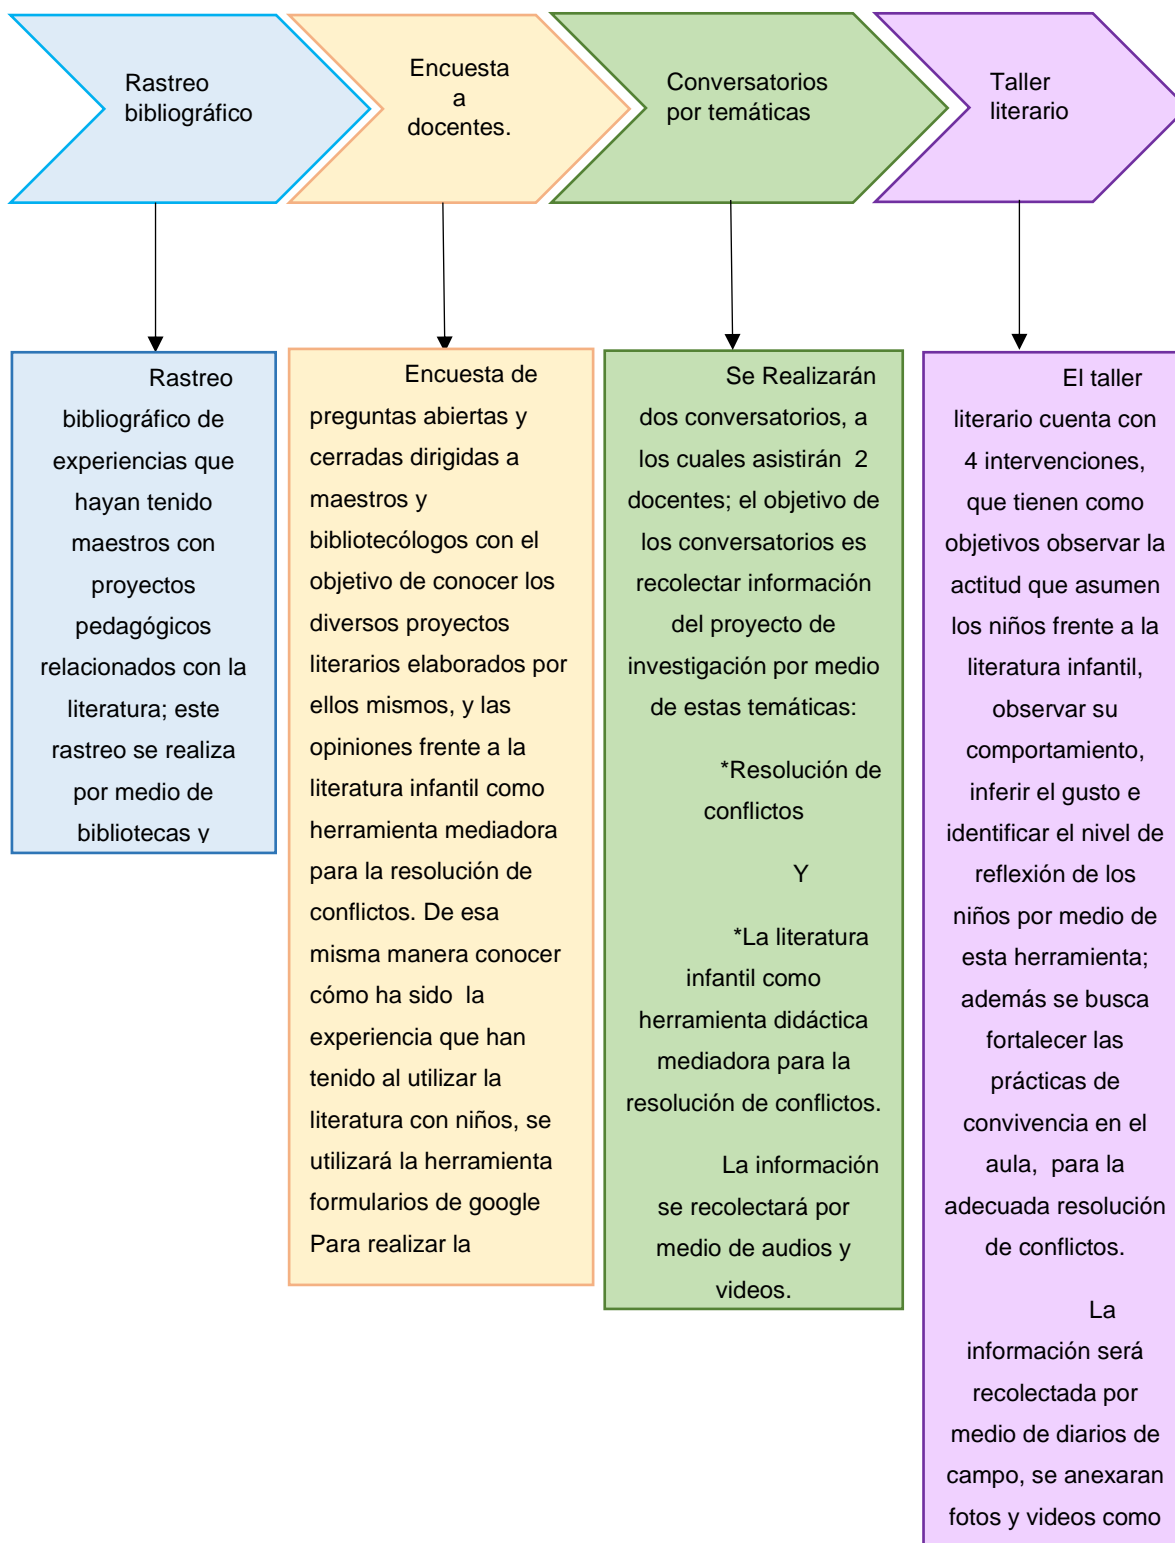 Rastreo
bibliográfico
Encuesta
a
docentes.
Conversatorios
por temáticas
Taller
literario
Rastreo
bibliográfico de
experiencias que
hayan tenido
maestros con
proyectos
pedagógicos
relacionados con la
literatura; este
rastreo se realiza
por medio de
bibliotecas y
Encuesta de
preguntas abiertas y
cerradas dirigidas a
maestros y
bibliotecólogos con el
objetivo de conocer los
diversos proyectos
literarios elaborados por
ellos mismos, y las
opiniones frente a la
literatura infantil como
herramienta mediadora
para la resolución de
conflictos. De esa
misma manera conocer
cómo ha sido  la
experiencia que han
tenido al utilizar la
literatura con niños, se
utilizará la herramienta
formularios de google
Para realizar la
Se Realizarán
dos conversatorios, a
los cuales asistirán  2
docentes; el objetivo de
los conversatorios es
recolectar información
del proyecto de
investigación por medio
de estas temáticas:
*Resolución de
conflictos
Y
*La literatura
infantil como
herramienta didáctica
mediadora para la
resolución de conflictos.
La información
se recolectará por
medio de audios y
videos.
El taller
literario cuenta con
4 intervenciones,
que tienen como
objetivos observar la
actitud que asumen
los niños frente a la
literatura infantil,
observar su
comportamiento,
inferir el gusto e
identificar el nivel de
reflexión de los
niños por medio de
esta herramienta;
además se busca
fortalecer las
prácticas de
convivencia en el
aula,  para la
adecuada resolución
de conflictos.
La
información será
recolectada por
medio de diarios de
campo, se anexaran
fotos y videos como